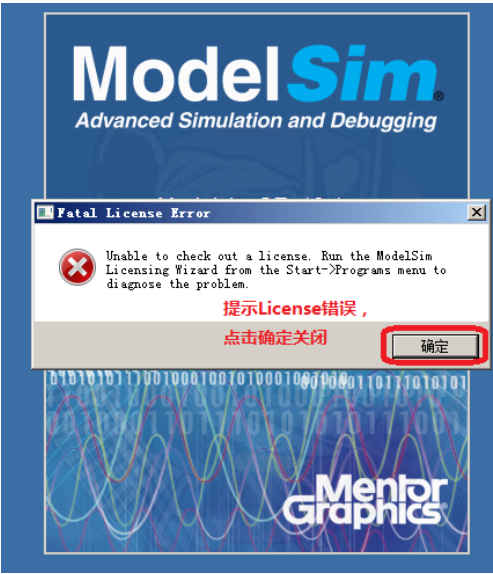 ModelSim®
Advanced Simulation and Debugging
Fatal License Error
Unable to check out a license. Run the ModelSim
Licensing Wizard from the Start->Programs menu to
diagnose the problem.
提示License错误，
点击确定关闭
确定
Mentor
Graphics